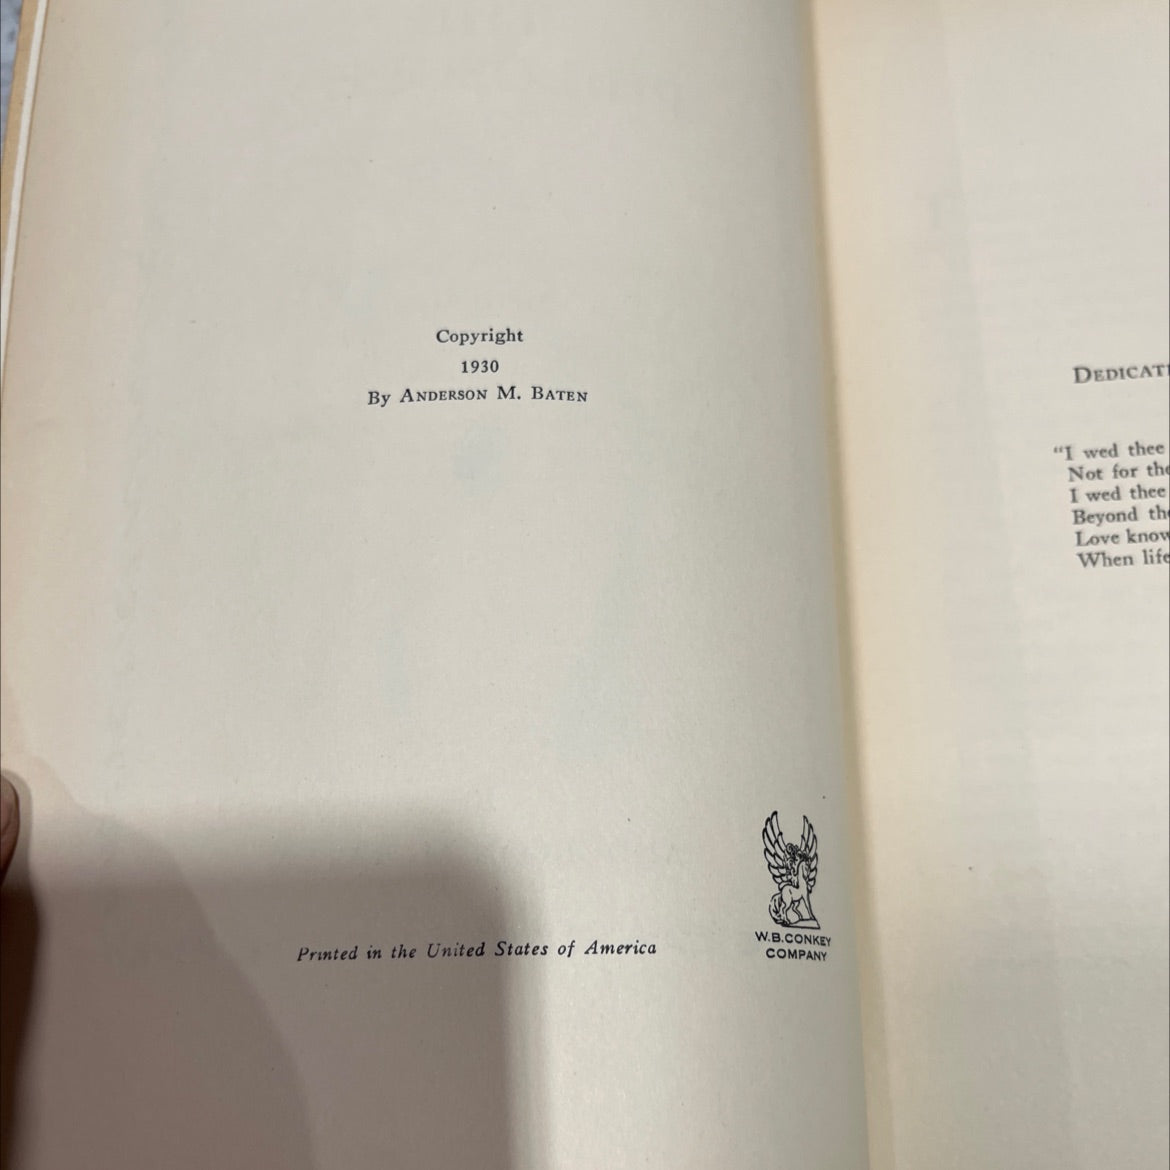 Copyright
1930
By ANDERSON M. BATEN
Printed in the United States of America
W.B.CONKEY
COMPANY
“I wed thee
Not for
I wed thee
Beyond
Love
When